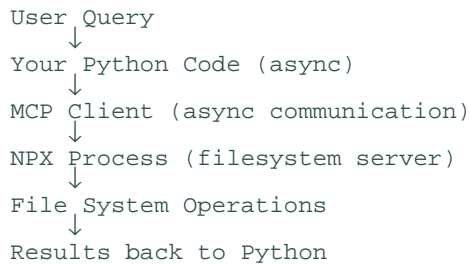 User Query
↓
Your Python Code (async)
↓
MCP Client (async communication)
↓
NPX Process (filesystem server)
↓
File System Operations
↓
Results back to Python